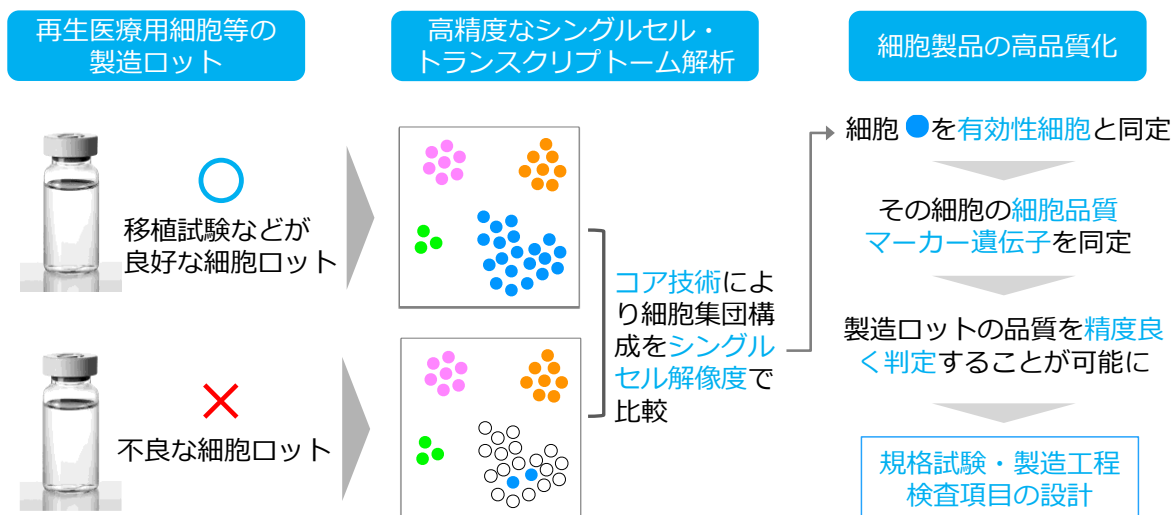 再生医療用細胞等の
製造ロット
高精度なシングルセル・
トランスクリプトーム解析
細胞製品の高品質化
移植試験などが
良好な細胞ロット
不良な細胞ロット
コア技術によ
り細胞集団構
成をシングル
セル解像度で
比較
細胞 を有効性細胞と同定
その細胞の細胞品質
マーカー遺伝子を同定
製造ロットの品質を精度良
く判定することが可能に
規格試験・製造工程
検査項目の設計